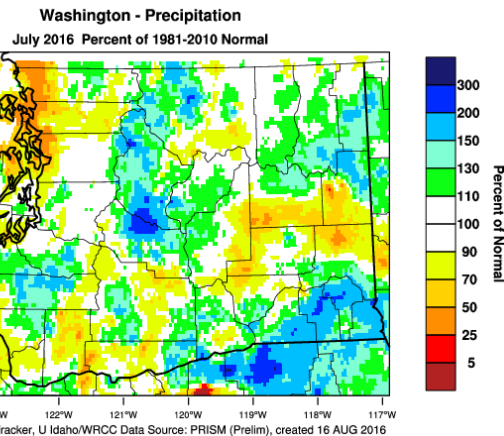 Washington - Precipitation
July 2016 Percent of 1981-2010 Normal
300
200
150
130
110
100
90
70
50
25
5
Percent of Normal
W 122°W 121°W 120°W 119°W 118°W 117°W
racker, U Idaho/WRCC Data Source: PRISM (Prelim), created 16 AUG 2016